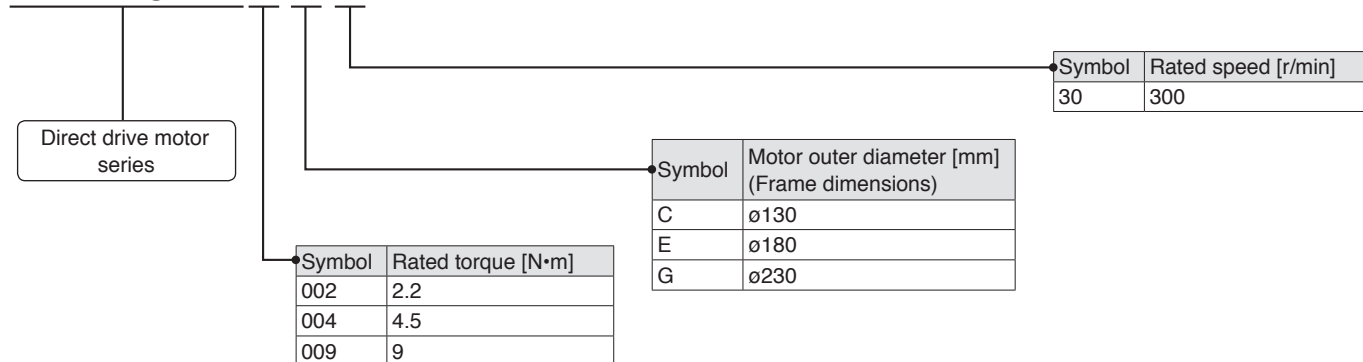 Symbol Rated speed [r/min]
30 300
Direct drive motor
series
Symbol Motor outer diameter [mm]
(Frame dimensions)
C ø130
E ø180
G ø230
Symbol Rated torque [N•m]
002 2.2
004 4.5
009 9